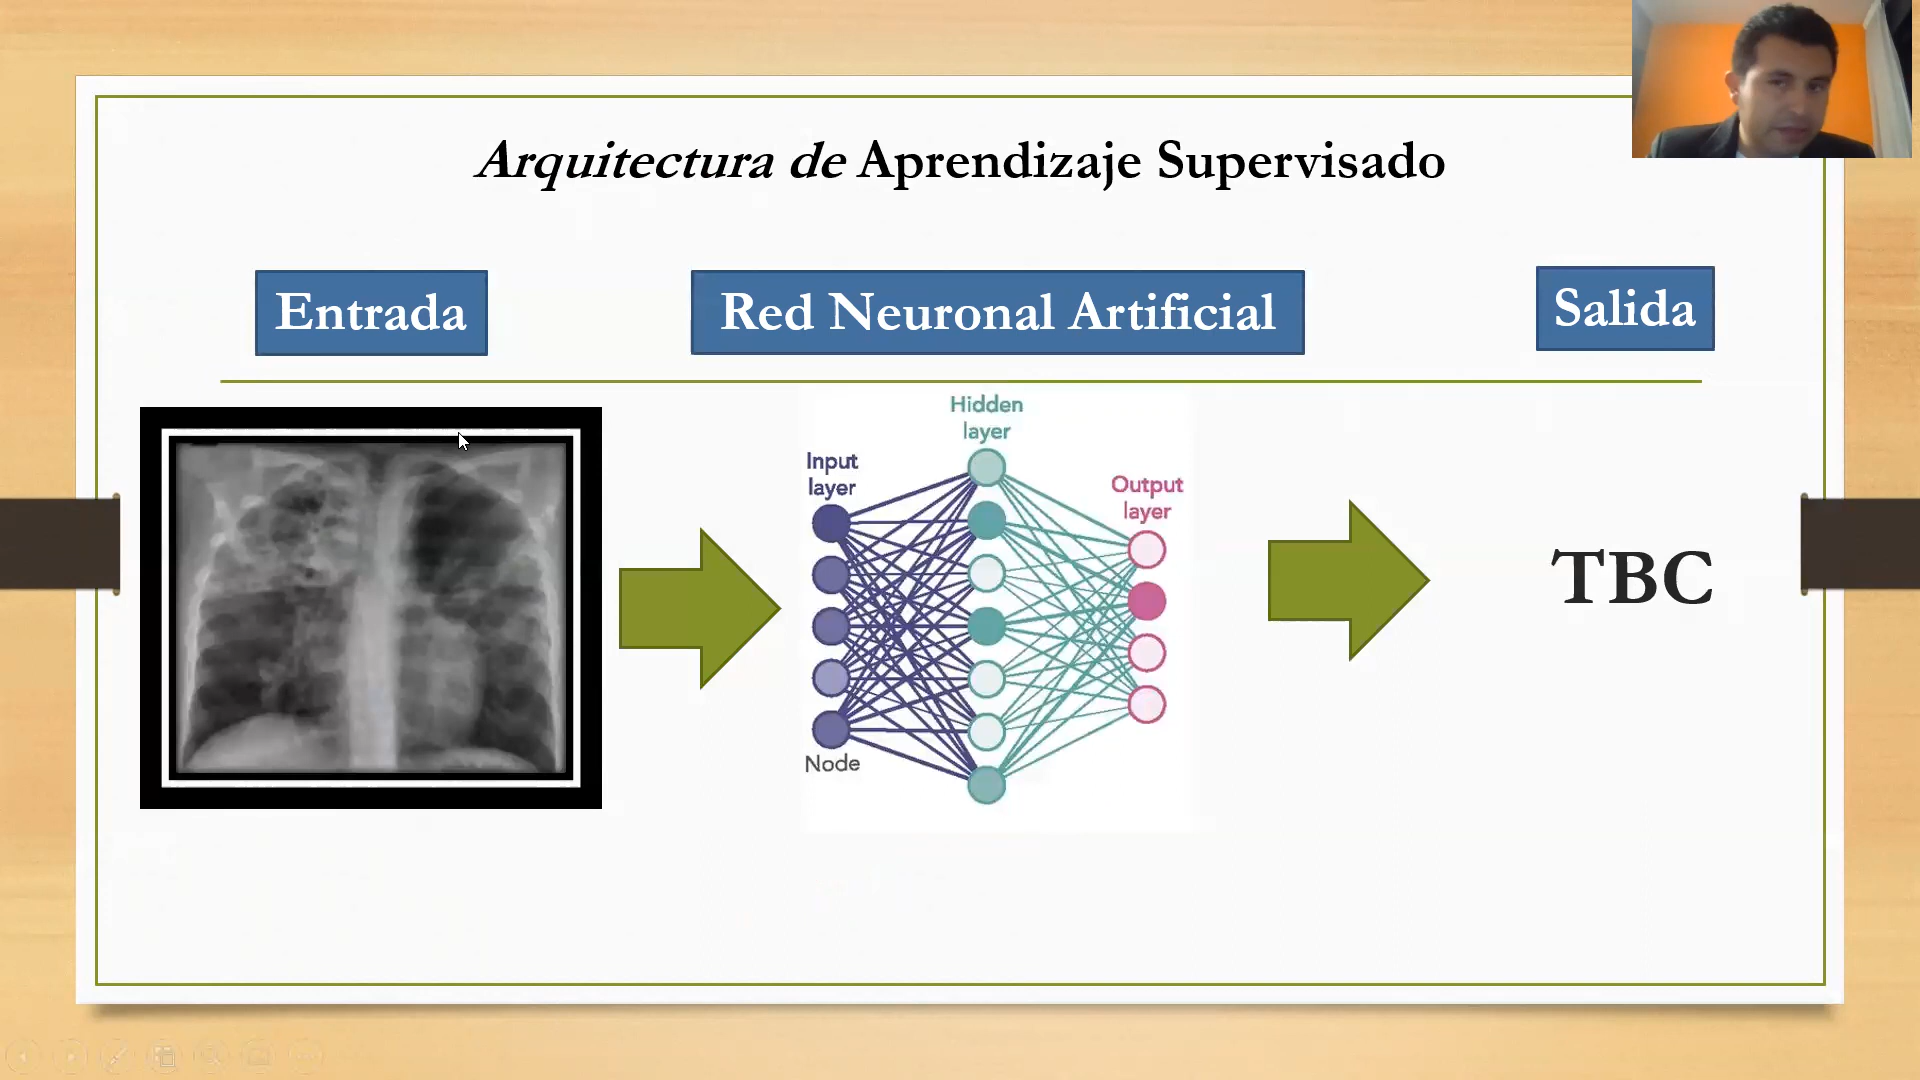 Arquitectura de Aprendizaje Supervisado
Entrada
Red Neuronal Artificial
Salida
Hidden
layer
Input
layer
Output
layer
Node
TBC